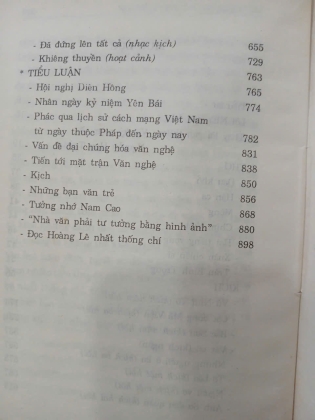 - Đã đứng lên tất cả (nhạc kịch) 655
- Khiêng thuyền (hoạt cảnh) 729
* TIỂU LUẬN 763
- Hội nghị Diên Hồng 765
- Nhân ngày kỷ niệm Yên Bái 774
- Phác qua lịch sử cách mạng Việt Nam
từ ngày thuộc Pháp đến ngày nay 782
- Vấn đề đại chúng hóa văn nghệ 831
- Tiến tới mặt trận Văn nghệ 838
- Kịch 850
- Những bạn văn trẻ 856
- Tưởng nhớ Nam Cao 868
- "Nhà văn phải tư tưởng bằng hình ảnh" 880
- Đọc Hoàng Lê nhất thống chí 898